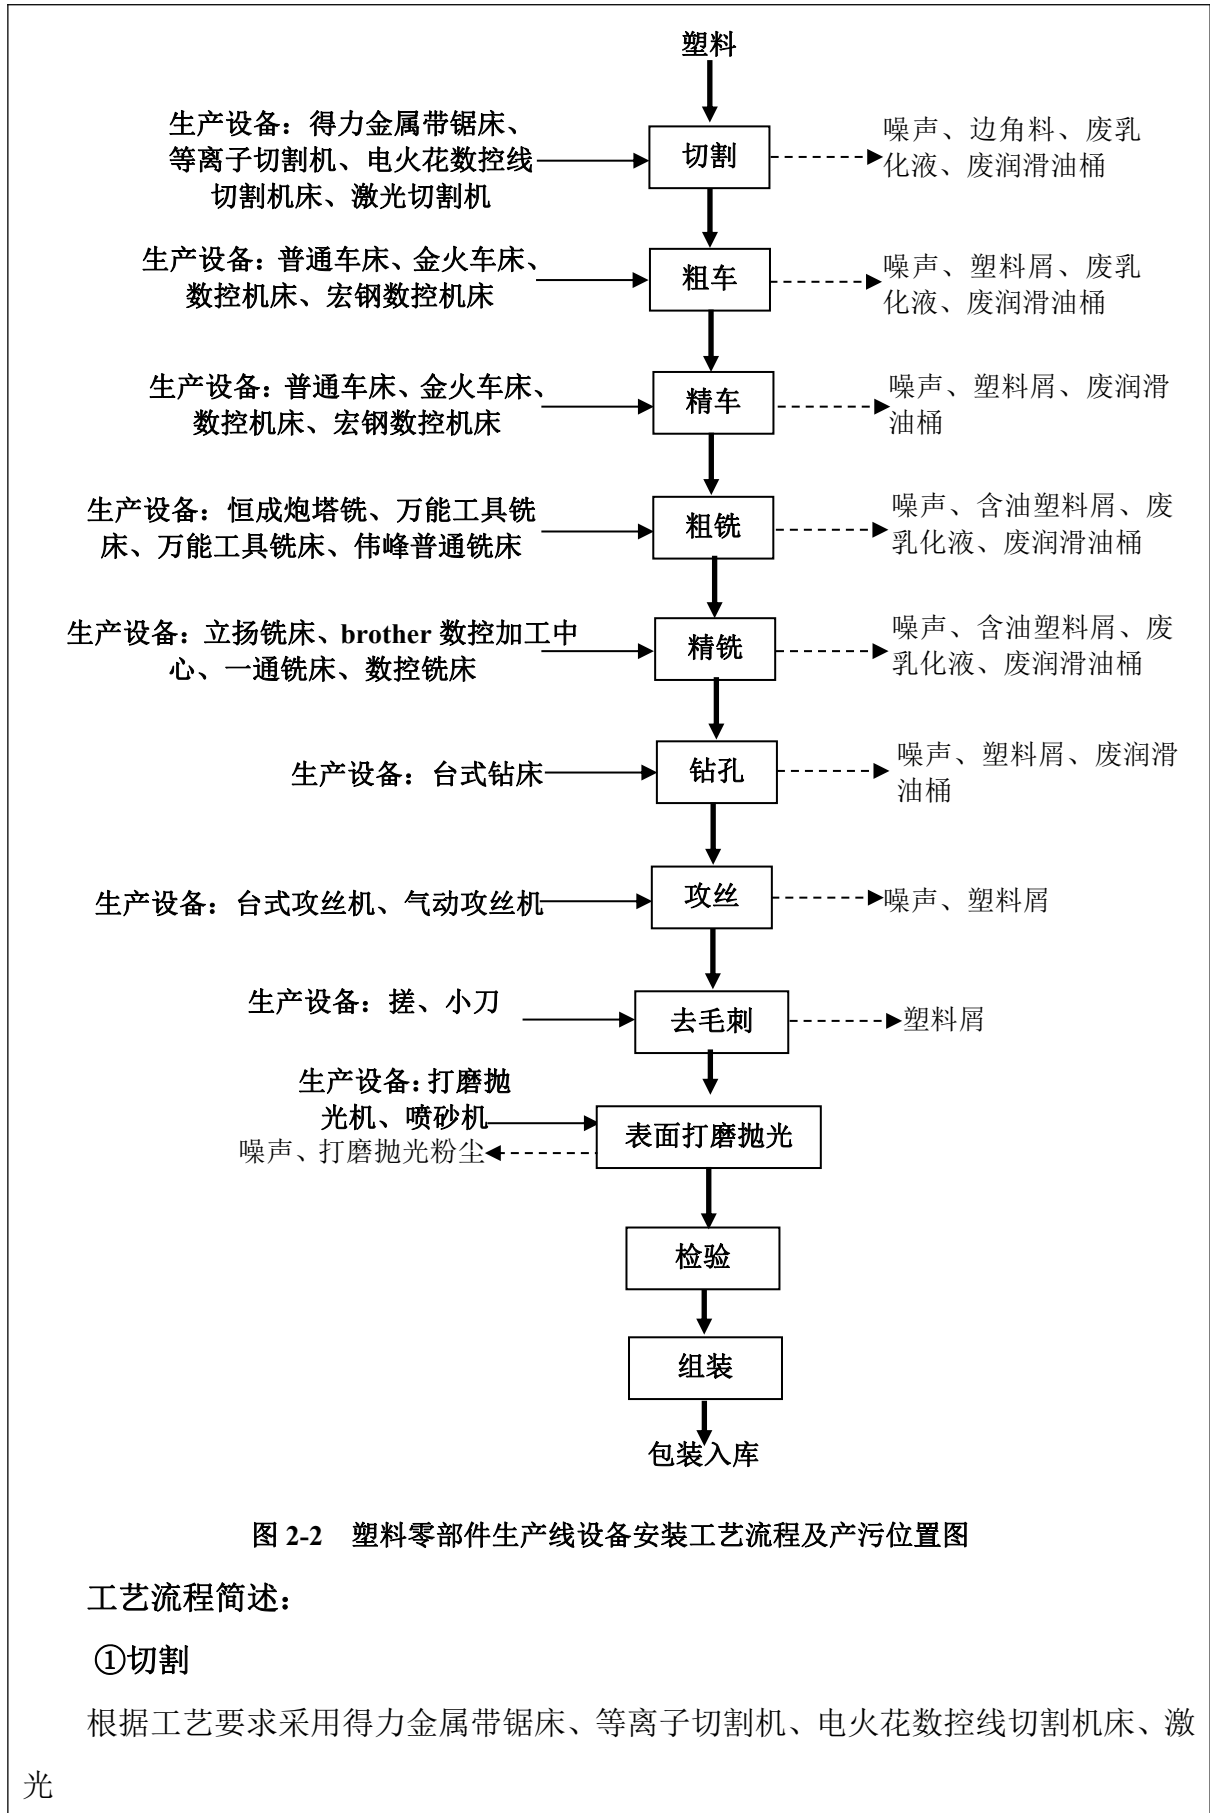 塑料
生产设备：得力金属带锯床、
等离子切割机、电火花数控线
切割机床、激光切割机
切割
噪声、边角料、废乳
化液、废润滑油桶
生产设备：普通车床、金火车床、
数控机床、宏钢数控机床
粗车
噪声、塑料屑、废乳
化液、废润滑油桶
生产设备：普通车床、金火车床、
数控机床、宏钢数控机床
精车
噪声、塑料屑、废润滑
油桶
生产设备：恒成炮塔铣、万能工具铣
床、万能工具铣床、伟峰普通铣床
粗铣
噪声、含油塑料屑、废
乳化液、废润滑油桶
生产设备：立扬铣床、brother 数控加工中
心、一通铣床、数控铣床
精铣
噪声、含油塑料屑、废
乳化液、废润滑油桶
生产设备：台式钻床
钻孔
噪声、塑料屑、废润滑
油桶
生产设备：台式攻丝机、气动攻丝机
攻丝
噪声、塑料屑
生产设备：搓、小刀
去毛刺
塑料屑
生产设备：打磨抛
光机、喷砂机
噪声、打磨抛光粉尘
表面打磨抛光
检验
组装
包装入库
图 2-2 塑料零部件生产线设备安装工艺流程及产污位置图
工艺流程简述：
①切割
根据工艺要求采用得力金属带锯床、等离子切割机、电火花数控线切割机床、激
光